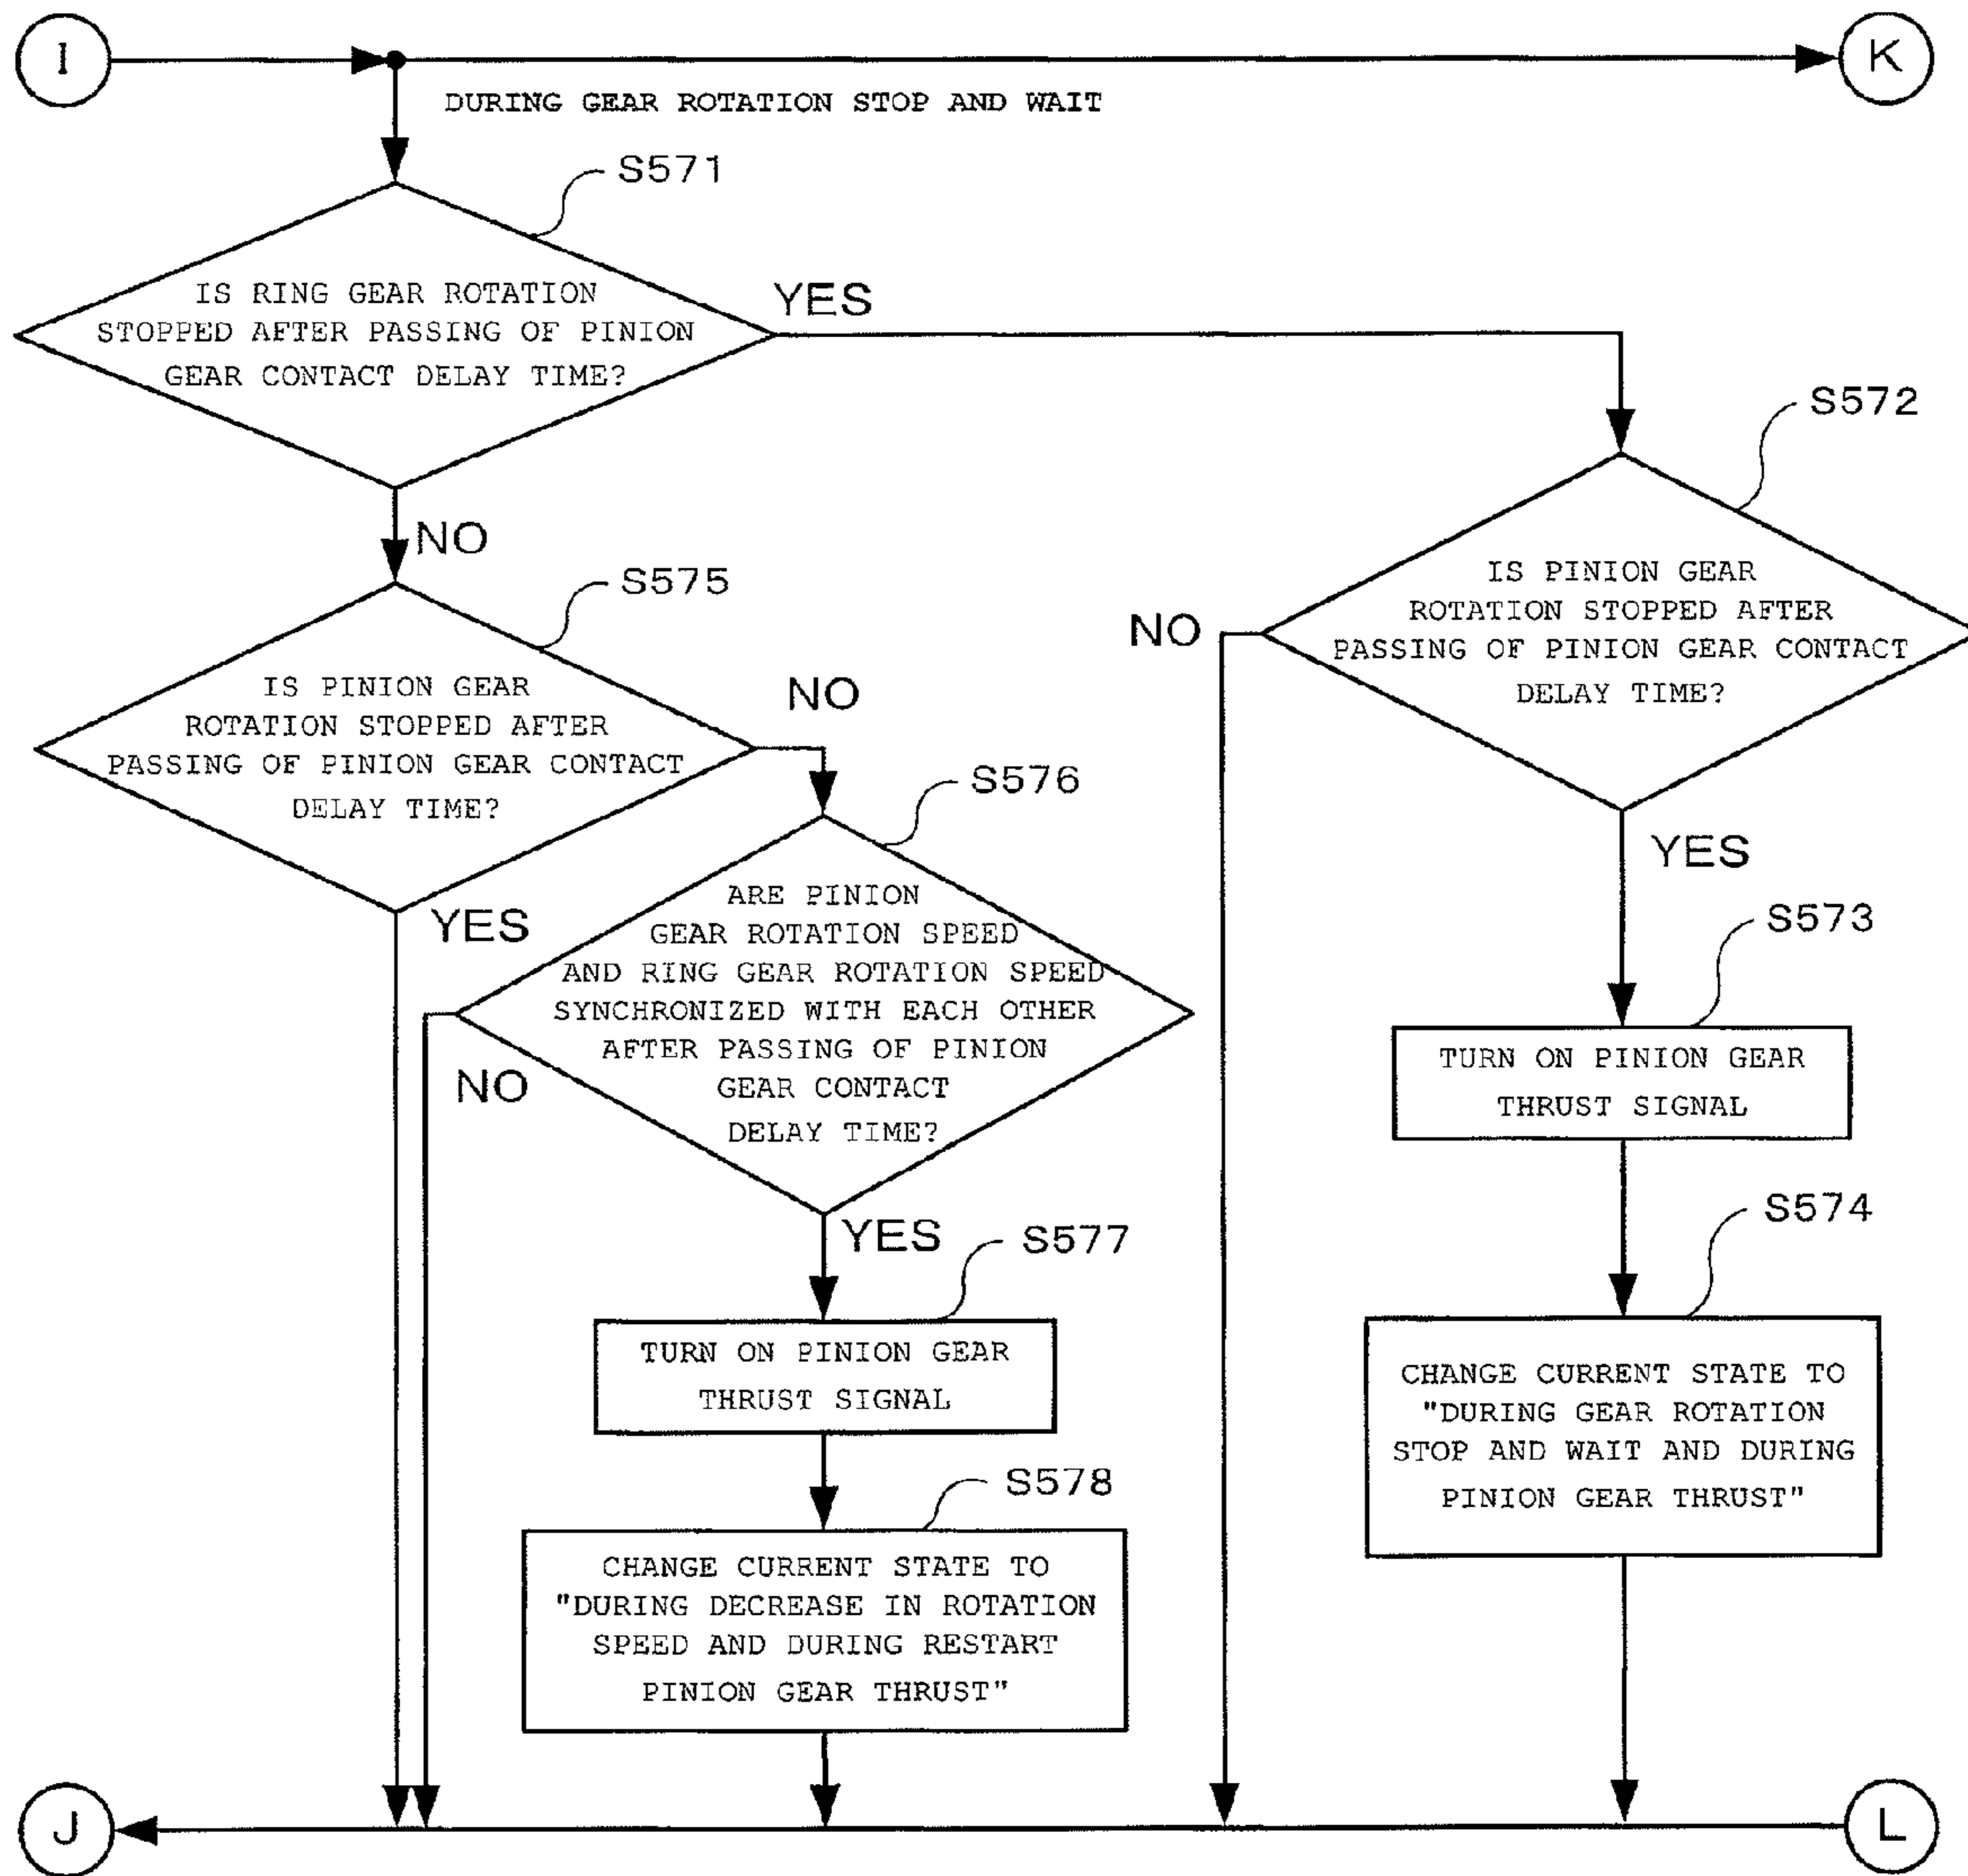 I
K
DURING GEAR ROTATION STOP AND WAIT
S571
IS RING GEAR ROTATION
STOPPED AFTER PASSING OF PINION
GEAR CONTACT DELAY TIME?
YES
NO
S572
IS PINION GEAR
ROTATION STOPPED AFTER
PASSING OF PINION GEAR CONTACT
DELAY TIME?
NO
YES
S575
IS PINION GEAR
ROTATION STOPPED AFTER
PASSING OF PINION GEAR CONTACT
DELAY TIME?
NO
YES
S576
ARE PINION
GEAR ROTATION SPEED
AND RING GEAR ROTATION SPEED
SYNCHRONIZED WITH EACH OTHER
AFTER PASSING OF PINION
GEAR CONTACT
DELAY TIME?
NO
YES
S573
TURN ON PINION GEAR
THRUST SIGNAL
S574
CHANGE CURRENT STATE TO
"DURING GEAR ROTATION
STOP AND WAIT AND DURING
PINION GEAR THRUST"
S577
TURN ON PINION GEAR
THRUST SIGNAL
S578
CHANGE CURRENT STATE TO
"DURING DECREASE IN ROTATION
SPEED AND DURING RESTART
PINION GEAR THRUST"
J
L